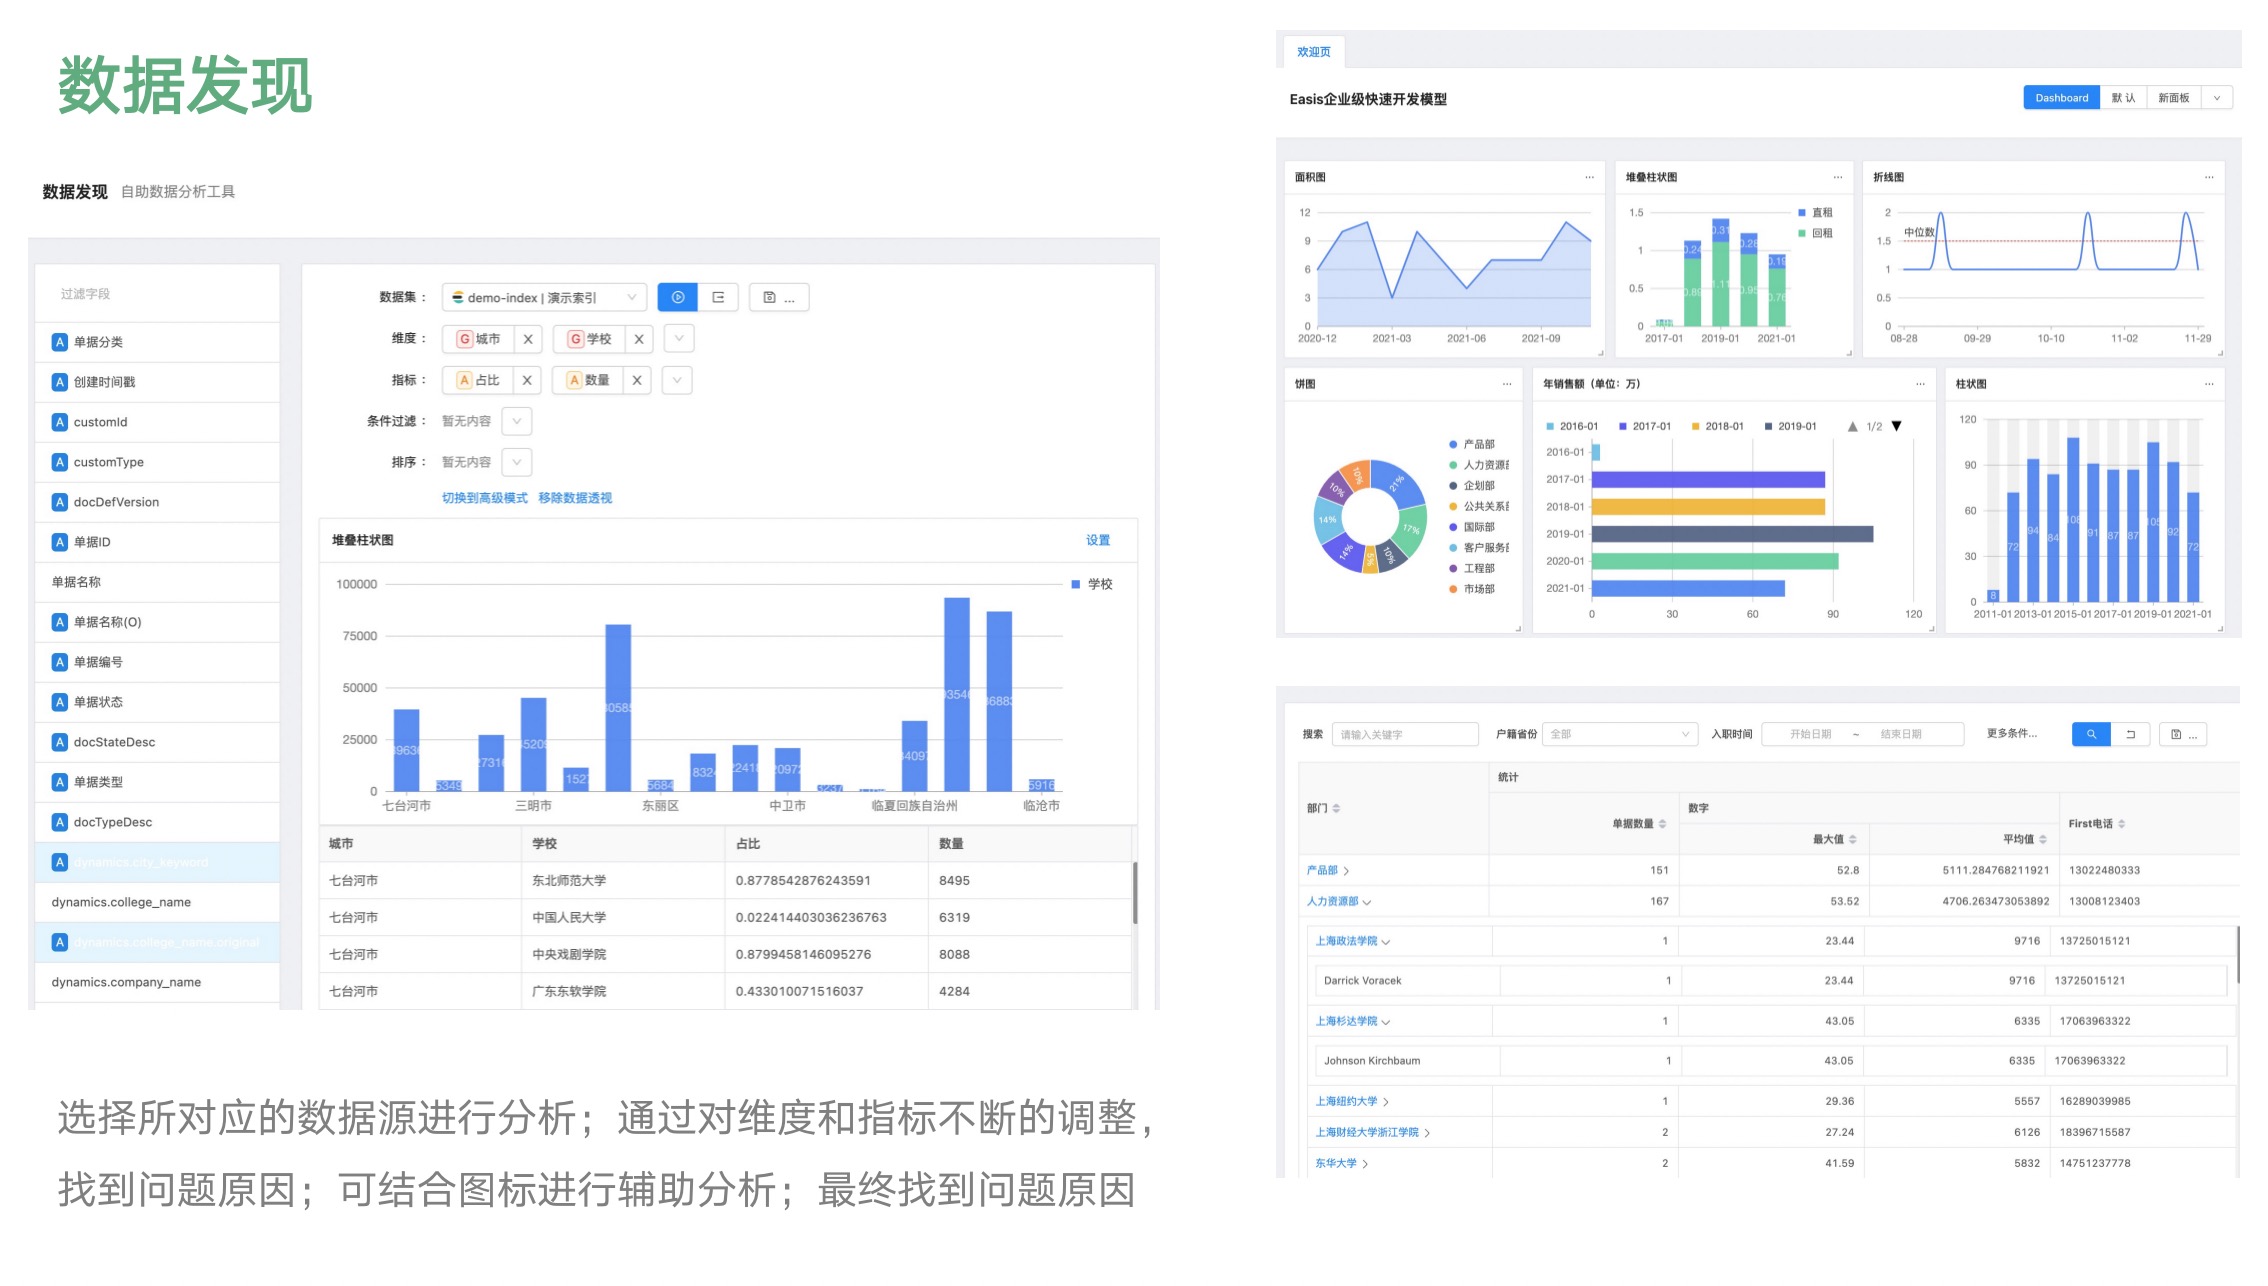 数据发现
数据发现 自助数据分析工具
过滤字段
A 单据分类
A 创建时间戳
A customId
A customType
A docDefVersion
A 单据ID
单据名称
A 单据名称(O)
A 单据编号
A 单据状态
A docStateDesc
A 单据类型
A docTypeDesc
A dynamics.city_keyword
dynamics.college_name
A dynamics.college_name.original
dynamics.company_name
数据集： demo-index | 演示索引 ...
维度： G 城市 X G 学校 X
指标： A 占比 X A 数量 X
条件过滤： 暂无内容
排序： 暂无内容
切换到高级模式 移除数据透视
堆叠柱状图 设置
学校
100000
75000
50000
25000
0
七台河市 三明市 东丽区 中卫市 临夏回族自治州 临沧市
城市 学校 占比 数量
七台河市 东北师范大学 0.8778542876243591 8495
七台河市 中国人民大学 0.022414403036236763 6319
七台河市 中央戏剧学院 0.8799458146095276 8088
七台河市 广东东软学院 0.433010071516037 4284
选择所对应的数据源进行分析；通过对维度和指标不断的调整，
找到问题原因；可结合图标进行辅助分析；最终找到问题原因
欢迎页
Easis企业级快速开发模型 Dashboard 默认 新面板
面积图 ...
12
9
6
3
0
2020-12 2021-03 2021-06 2021-09
堆叠柱状图 ...
直租
回租
1.5
1
0.5
0
2017-01 2019-01 2021-01
折线图 ...
2
中位数
1.5
1
0.5
0
08-28 09-29 10-10 11-02 11-29
饼图 ...
21%
17%
10%
5%
14%
14%
10%
10%
产品部
人力资源
企划部
公共关系
国际部
客户服务
工程部
市场部
年销售额（单位：万） ...
2016-01 2017-01 2018-01 2019-01 ▲ 1/2 ▼
2016-01
2017-01
2018-01
2019-01
2020-01
2021-01
0 30 60 90 120
柱状图 ...
120
90
60
30
0
8 72 94 84 108 91 87 87 105 92 72
2011-01 2013-01 2015-01 2017-01 2019-01 2021-01
搜索 请输入关键字 户籍省份 全部 入职时间 开始日期 ~ 结束日期 更多条件... ...
部门 统计
单据数量 数字 First电话
最大值 平均值
产品部 151 52.8 5111.284768211921 13022480333
人力资源部 167 53.52 4706.263473053892 13008123403
上海政法学院 1 23.44 9716 13725015121
Darrick Voracek 1 23.44 9716 13725015121
上海杉达学院 1 43.05 6335 17063963322
Johnson Kirchbaum 1 43.05 6335 17063963322
上海纽约大学 1 29.36 5557 16289039985
上海财经大学浙江学院 2 27.24 6126 18396715587
东华大学 2 41.59 5832 14751237778